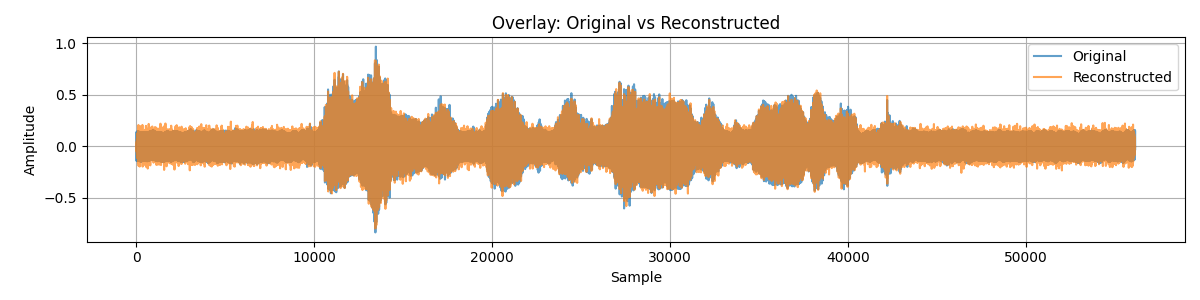 Overlay: Original vs Reconstructed
1.0
0.5
0.0
−0.5
Amplitude
Original
Reconstructed
0
10000
20000
30000
40000
50000
Sample